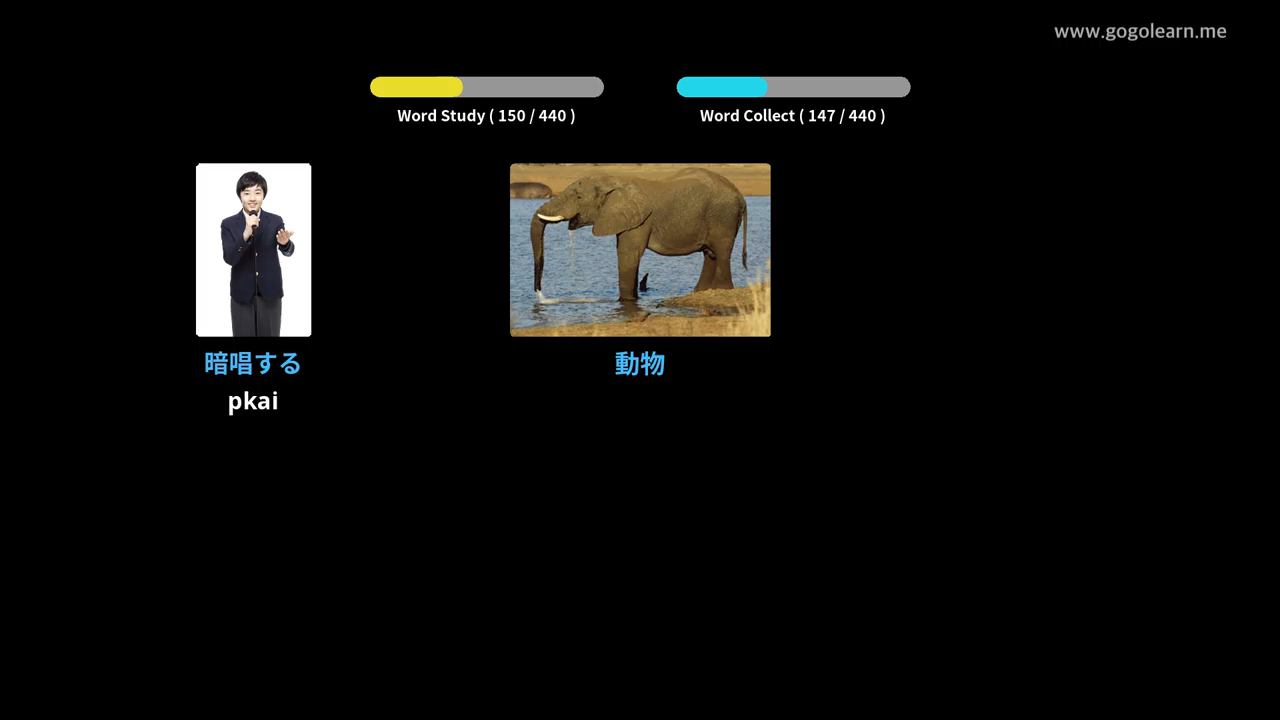 www.gogolearn.me
Word Study ( 150 / 440 )
Word Collect ( 147 / 440 )
暗唱する
pkai
動物